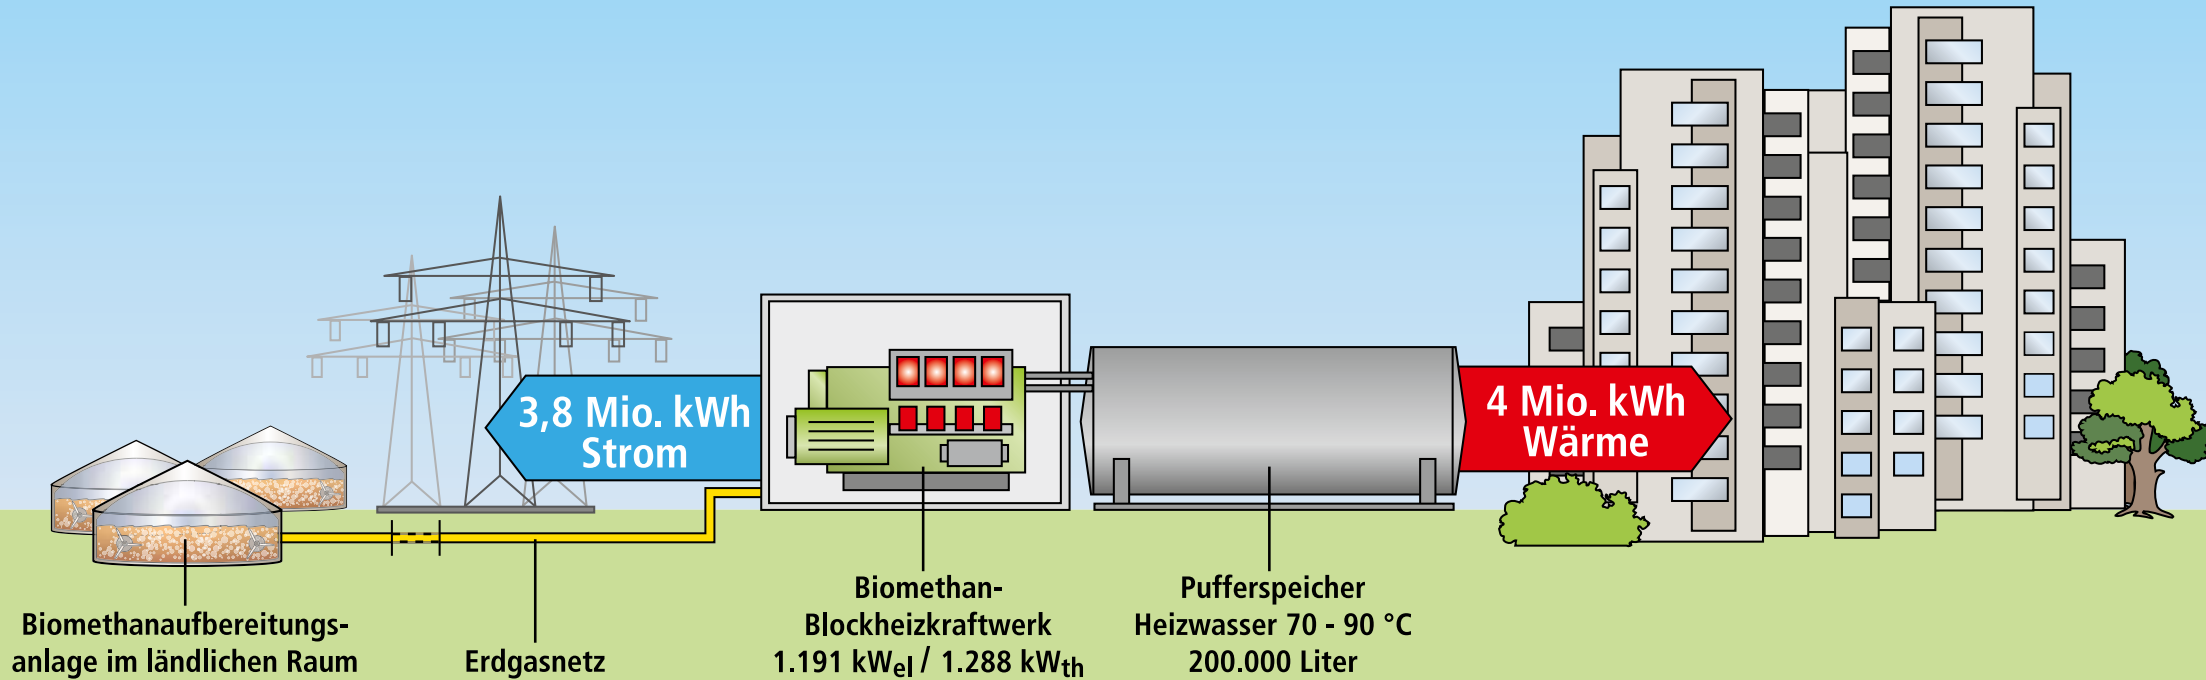 3,8 Mio. kWh
Strom
4 Mio. kWh
Wärme
Biomethanaufbereitungs-
anlage im ländlichen Raum
Erdgasnetz
Biomethan-
Blockheizkraftwerk
1.191 kWel / 1.288 kWth
Pufferspeicher
Heizwasser 70 - 90 °C
200.000 Liter